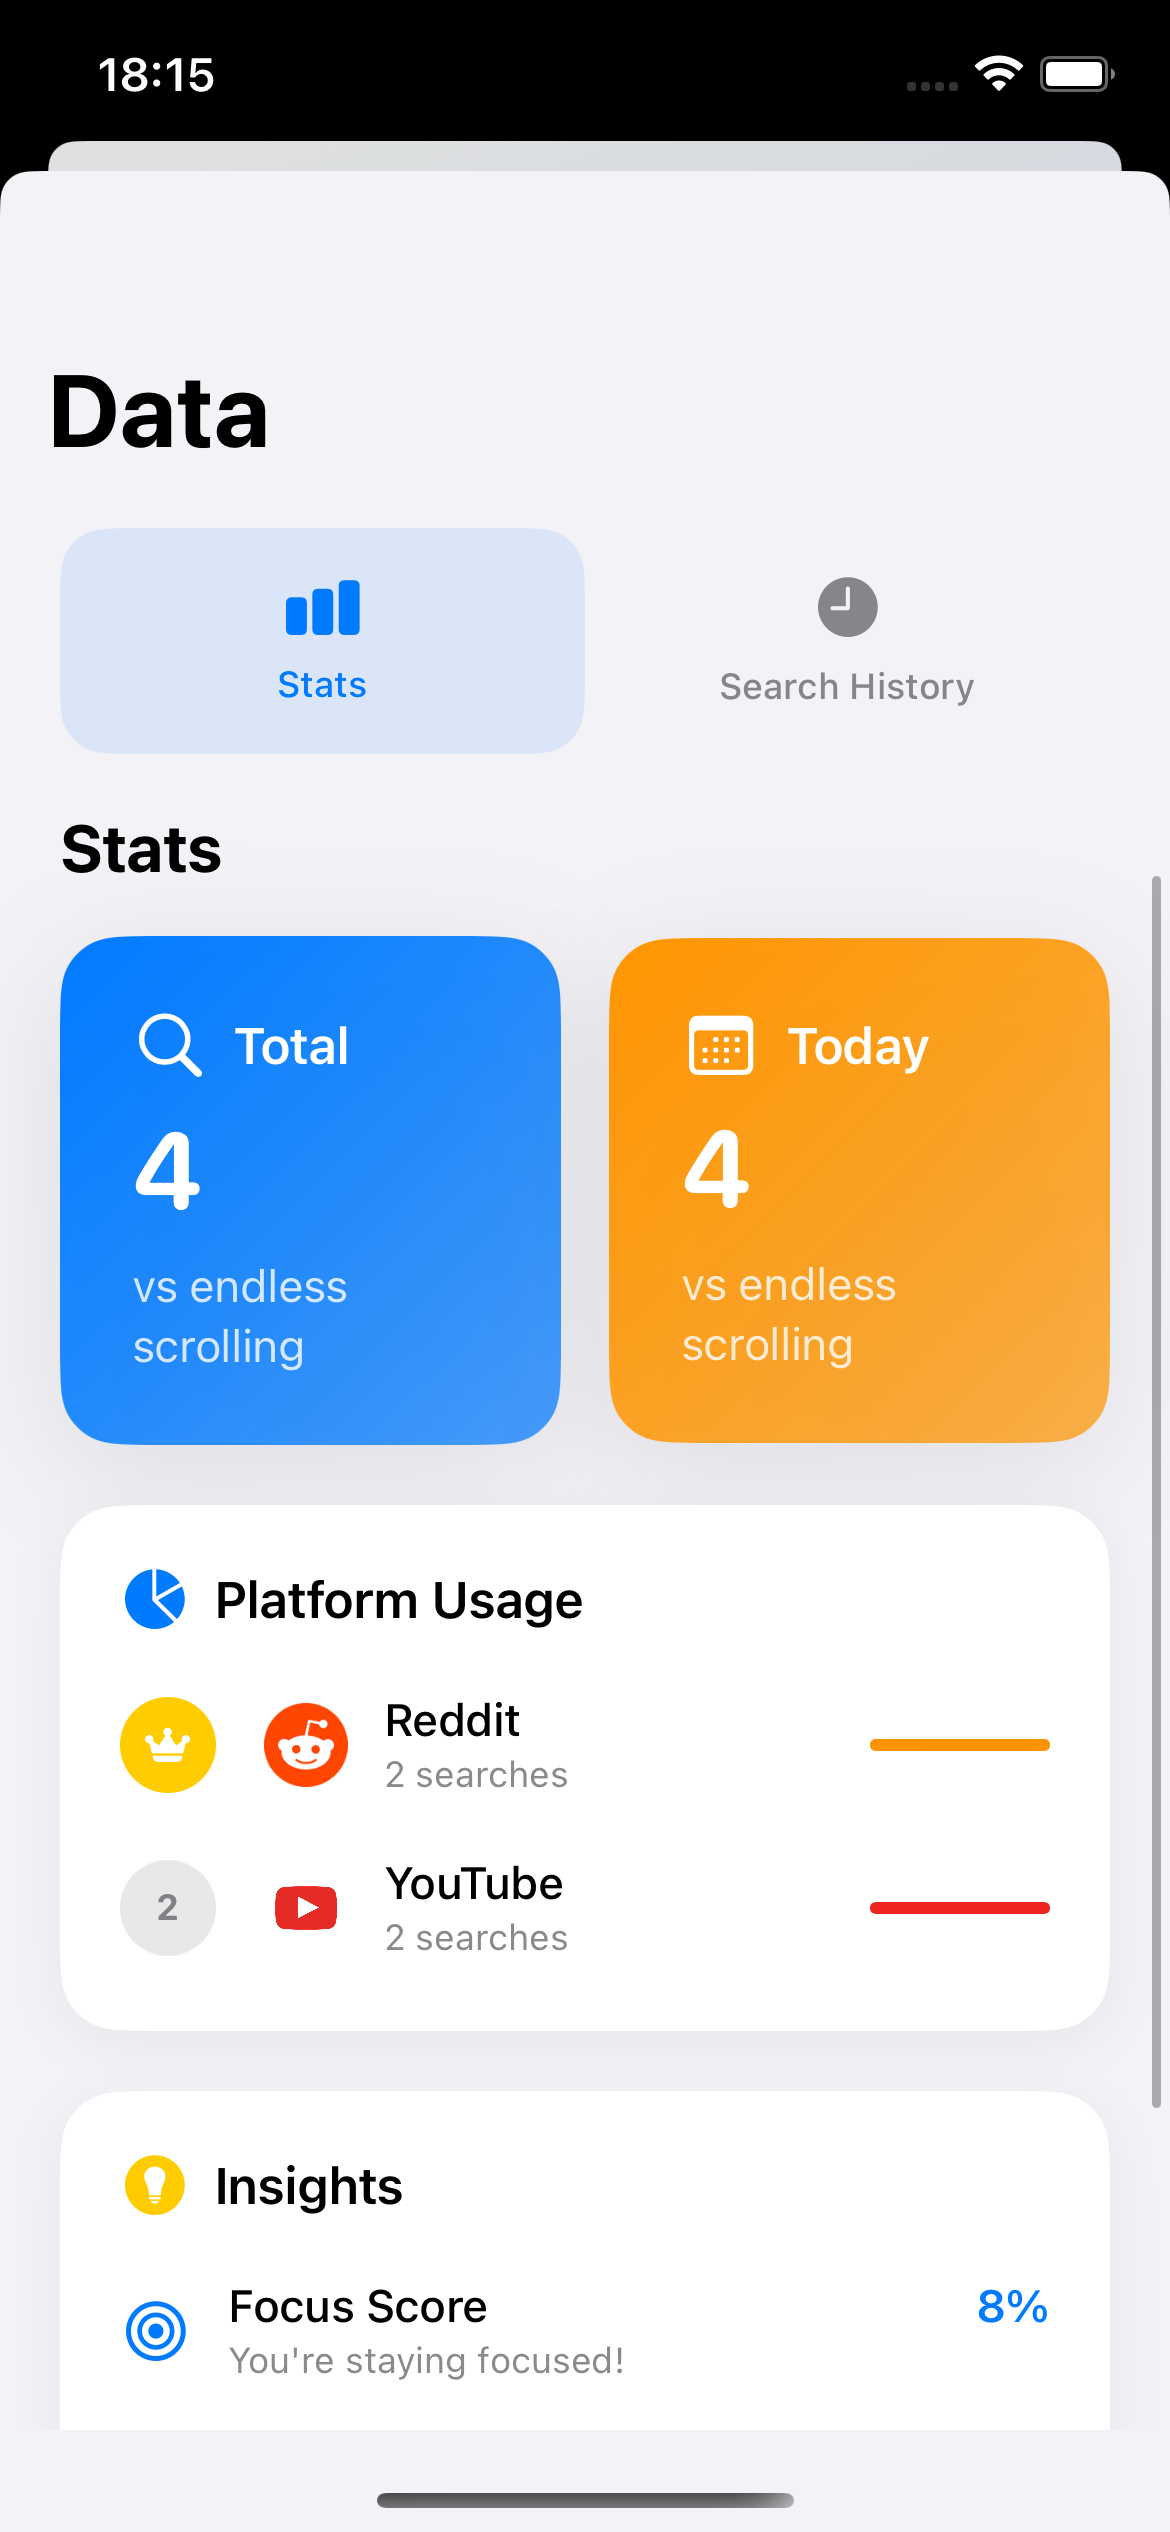 18:15
Data
Stats
Search History
Stats
Total
4
vs endless
scrolling
Today
4
vs endless
scrolling
Platform Usage
Reddit
2 searches
2
YouTube
2 searches
Insights
Focus Score
8%
You're staying focused!